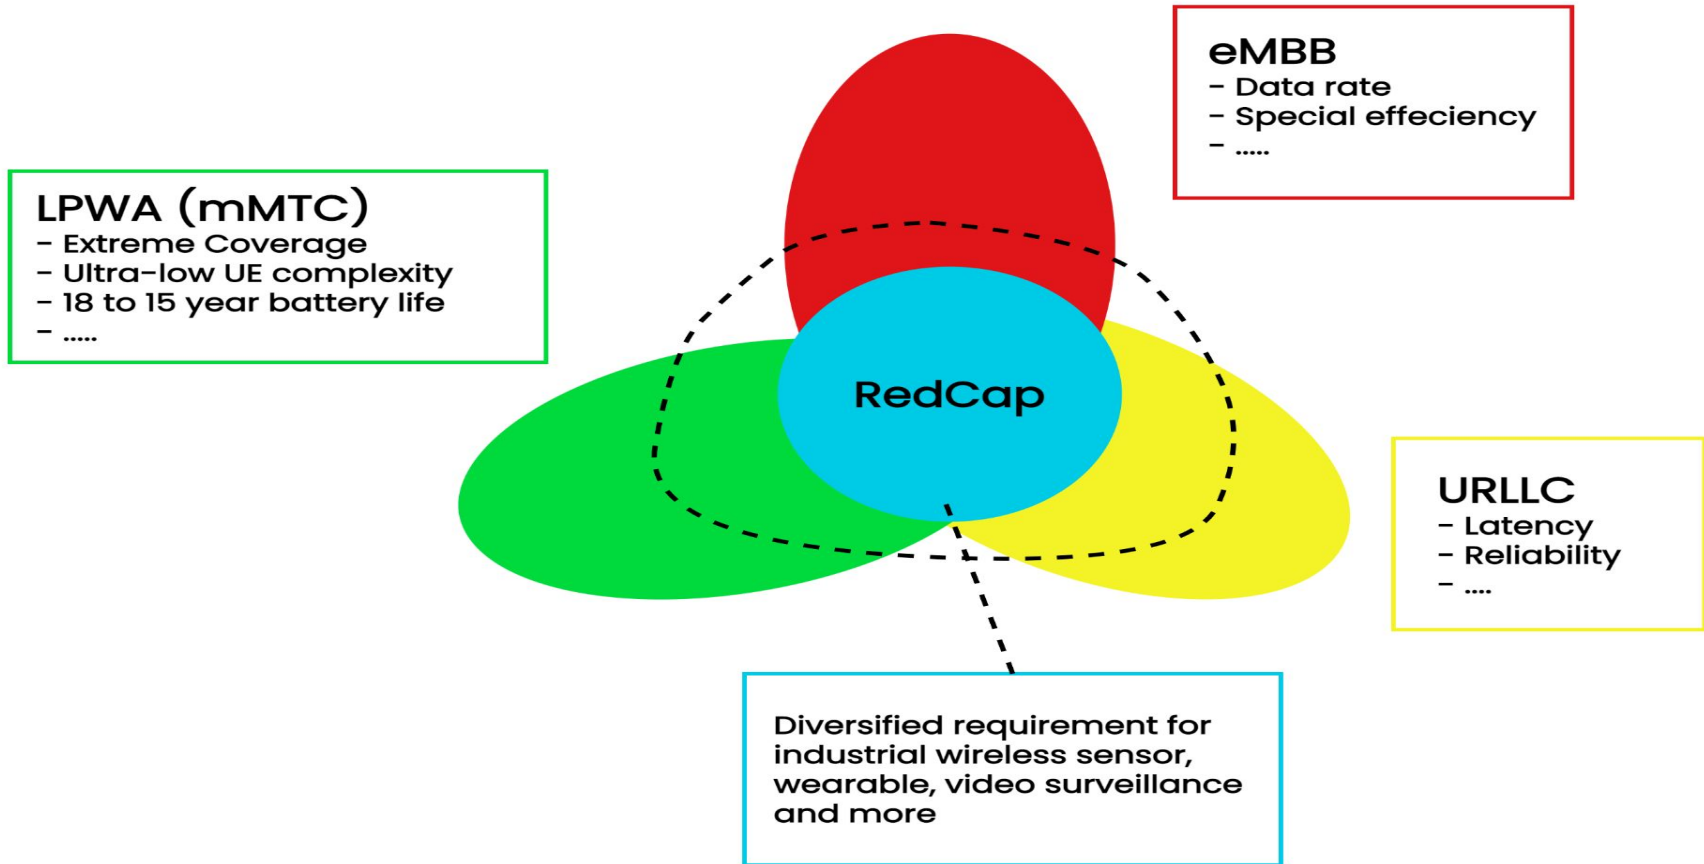 eMBB
- Data rate
- Special effeciency
- .....
LPWA (mMTC)
- Extreme Coverage
- Ultra-low UE complexity
- 18 to 15 year battery life
- .....
RedCap
URLLC
- Latency
- Reliability
- ....
Diversified requirement for
industrial wireless sensor,
wearable, video surveillance
and more